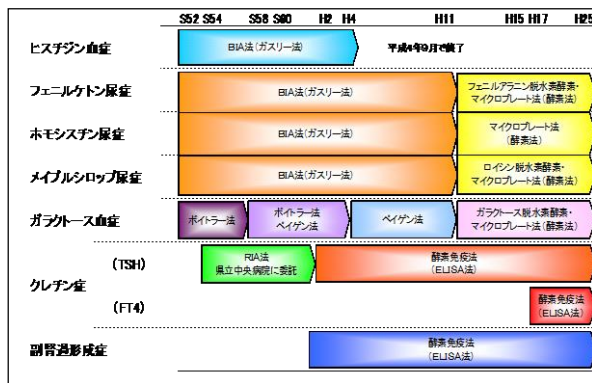 S52 S54 S58 S60 H2 H4 H11 H15 H17 H25
ヒスチジン血症
BIA法(ガスリー法)
平成4年9月で終了
フェニルケトン尿症
BIA法(ガスリー法)
フェニルアラニン脱水素酵素・
マイクロプレート法(酵素法)
ホモシスチン尿症
BIA法(ガスリー法)
マイクロプレート法
(酵素法)
メイプルシロップ尿症
BIA法(ガスリー法)
ロイシン脱水素酵素・
マイクロプレート法(酵素法)
ガラクトース血症
ボイトラー法
ボイトラー法
ペイゲン法
ペイゲン法
ガラクトース脱水素酵素・
マイクロプレート法(酵素法)
クレチン症
(TSH)
RIA法
県立中央病院に委託
酵素免疫法
(ELISA法)
(FT4)
酵素免疫法
(ELISA法)
副腎過形成症
酵素免疫法
(ELISA法)